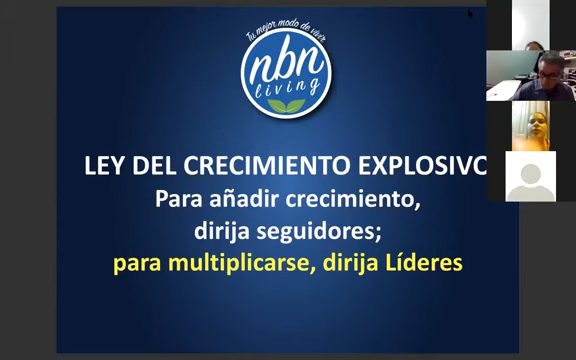 Tu mejor modo de vivir
nbn
living
LEY DEL CRECIMIENTO EXPLOSIVO
Para añadir crecimiento,
dirija seguidores;
para multiplicarse, dirija Líderes